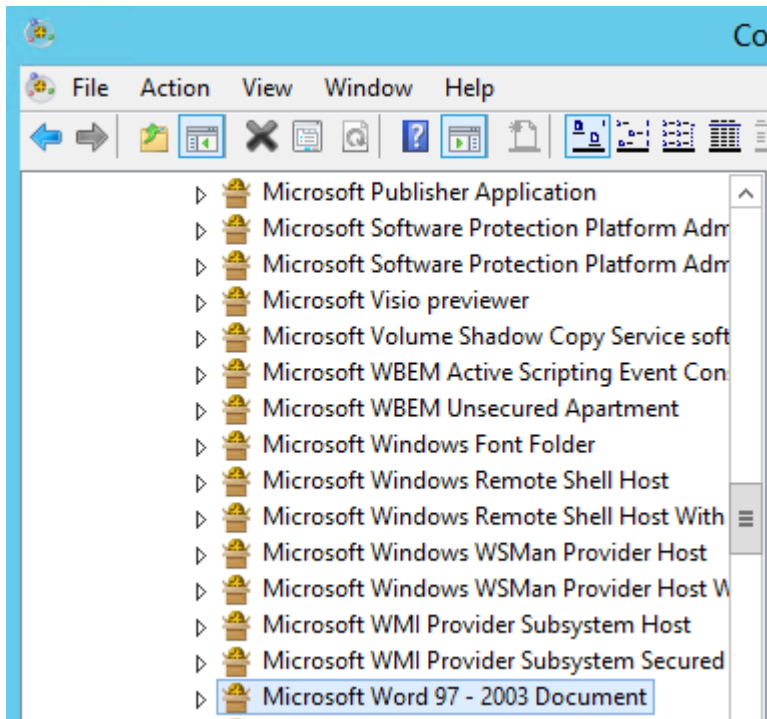 Co
File Action View Window Help
Microsoft Publisher Application
Microsoft Software Protection Platform Adm
Microsoft Software Protection Platform Adm
Microsoft Visio previewer
Microsoft Volume Shadow Copy Service soft
Microsoft WBEM Active Scripting Event Con
Microsoft WBEM Unsecured Apartment
Microsoft Windows Font Folder
Microsoft Windows Remote Shell Host
Microsoft Windows Remote Shell Host With
Microsoft Windows WSMan Provider Host
Microsoft Windows WSMan Provider Host W
Microsoft WMI Provider Subsystem Host
Microsoft WMI Provider Subsystem Secured
Microsoft Word 97 - 2003 Document